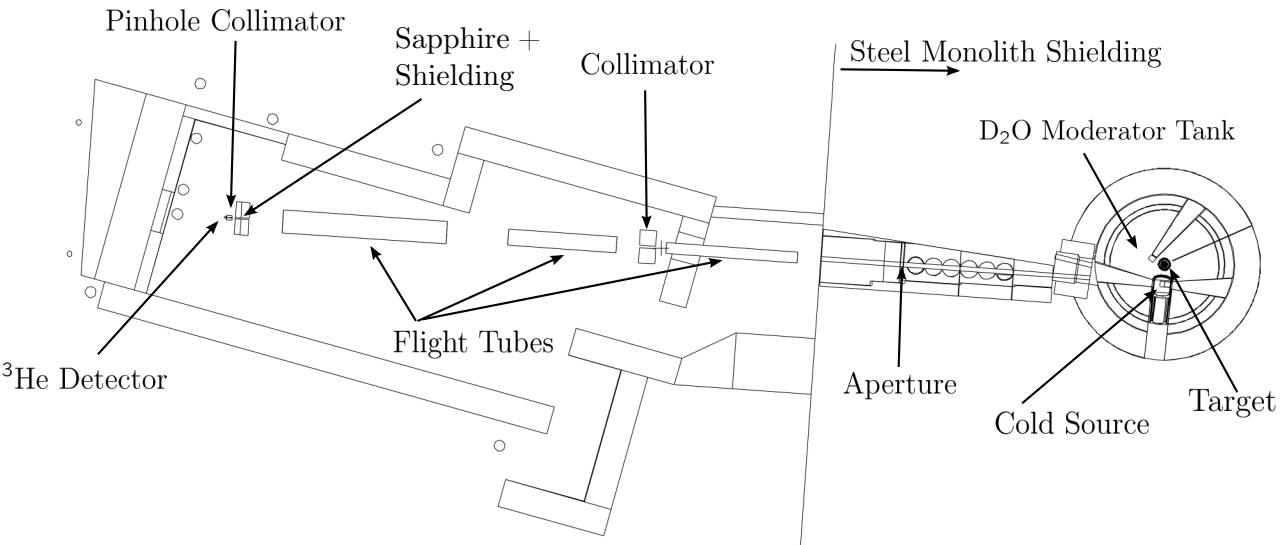 Pinhole Collimator
Sapphire +
Shielding
Collimator
Steel Monolith Shielding
D₂O Moderator Tank
Flight Tubes
³He Detector
Aperture
Cold Source
Target